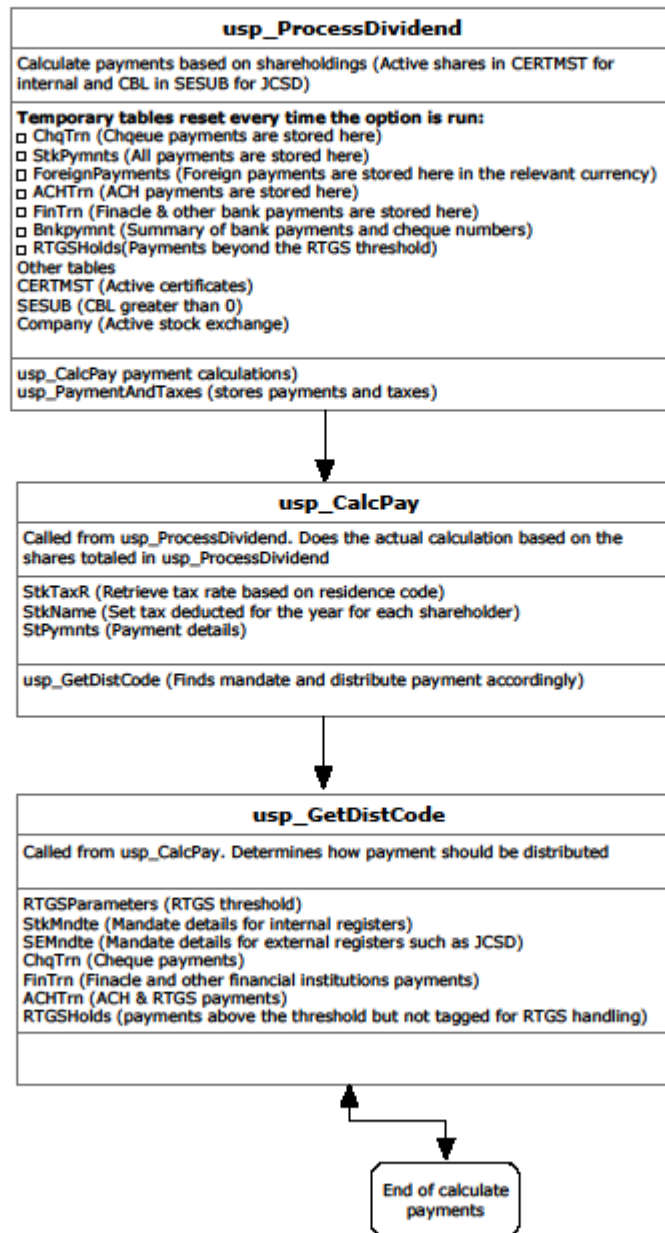 usp_ProcessDividend
Calculate payments based on shareholdings (Active shares in CERTMST for
internal and CBL in SESUB for JCSD)
Temporary tables reset every time the option is run:
ChqTrn (Chqeue payments are stored here)
StkPymnts (All payments are stored here)
ForeignPayments (Foreign payments are stored here in the relevant currency)
ACHTrn (ACH payments are stored here)
FinTrn (Finacle & other bank payments are stored here)
Bnkpymnt (Summary of bank payments and cheque numbers)
RTGSHolds(Payments beyond the RTGS threshold)
Other tables
CERTMST (Active certificates)
SESUB (CBL greater than 0)
Company (Active stock exchange)
usp_CalcPay payment calculations)
usp_PaymentAndTaxes (stores payments and taxes)
usp_CalcPay
Called from usp_ProcessDividend. Does the actual calculation based on the
shares totaled in usp_ProcessDividend
StkTaxR (Retrieve tax rate based on residence code)
StkName (Set tax deducted for the year for each shareholder)
StPymnts (Payment details)
usp_GetDistCode (Finds mandate and distribute payment accordingly)
usp_GetDistCode
Called from usp_CalcPay. Determines how payment should be distributed
RTGSParameters (RTGS threshold)
StkMndte (Mandate details for internal registers)
SEMndte (Mandate details for external registers such as JCSD)
ChqTrn (Cheque payments)
FinTrn (Finacle and other financial institutions payments)
ACHTrn (ACH & RTGS payments)
RTGSHolds (payments above the threshold but not tagged for RTGS handling)
End of calculate
payments